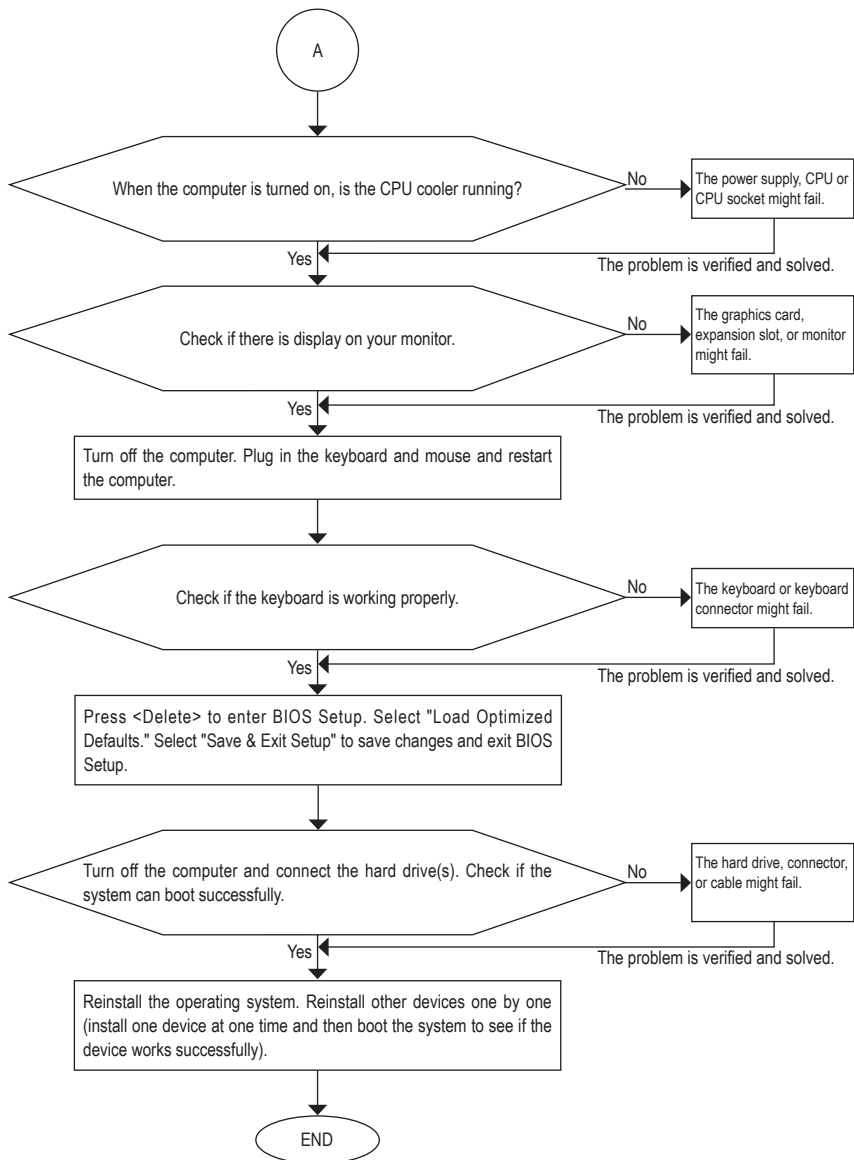 A
When the computer is turned on, is the CPU cooler running?
No
The power supply, CPU or
CPU socket might fail.
Yes
The problem is verified and solved.
Check if there is display on your monitor.
No
The graphics card,
expansion slot, or monitor
might fail.
Yes
The problem is verified and solved.
Turn off the computer. Plug in the keyboard and mouse and restart
the computer.
Check if the keyboard is working properly.
No
The keyboard or keyboard
connector might fail.
Yes
The problem is verified and solved.
Press <Delete> to enter BIOS Setup. Select "Load Optimized
Defaults." Select "Save & Exit Setup" to save changes and exit BIOS
Setup.
Turn off the computer and connect the hard drive(s). Check if the
system can boot successfully.
No
The hard drive, connector,
or cable might fail.
Yes
The problem is verified and solved.
Reinstall the operating system. Reinstall other devices one by one
(install one device at one time and then boot the system to see if the
device works successfully).
END